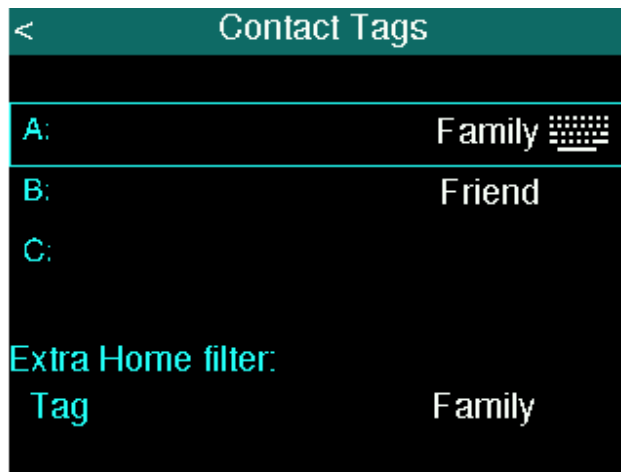 < Contact Tags
A: Family
B: Friend
C:
Extra Home filter:
Tag Family